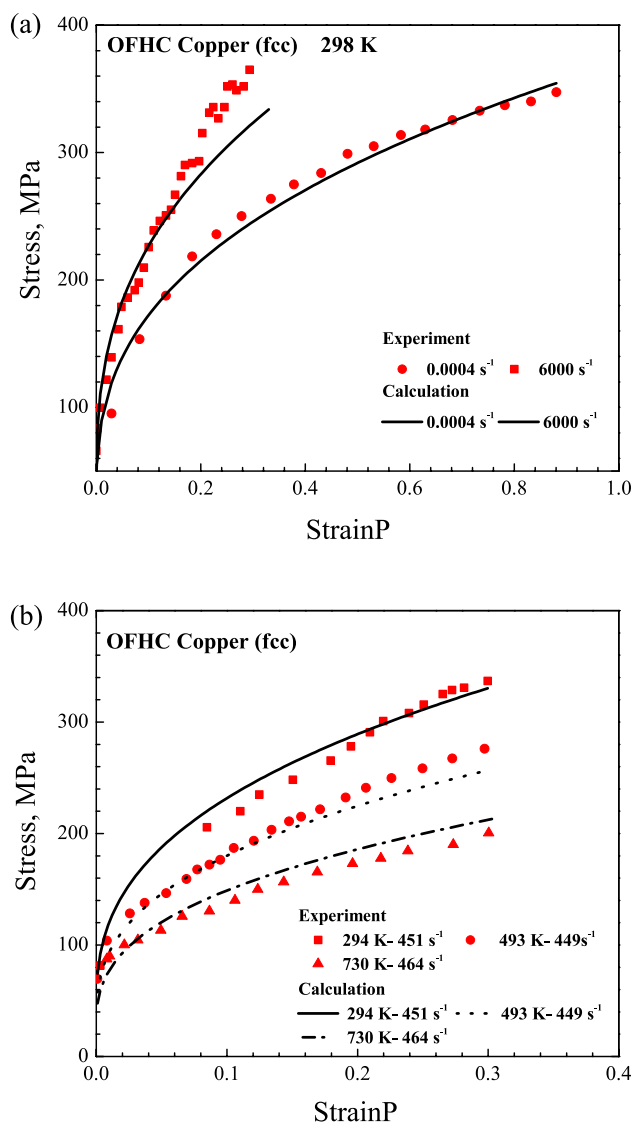 (a)
OFHC Copper (fcc) 298 K
400
300
200
100
Stress, MPa
Experiment
0.0004 s-1 6000 s-1
Calculation
0.0004 s-1 6000 s-1
0.0 0.2 0.4 0.6 0.8 1.0
StrainP
(b)
OFHC Copper (fcc)
400
300
200
100
0
Stress, MPa
Experiment
294 K- 451 s-1 493 K- 449s-1
730 K- 464 s-1
Calculation
294 K- 451 s-1 493 K- 449 s-1
730 K- 464 s-1
0.0 0.1 0.2 0.3 0.4
StrainP